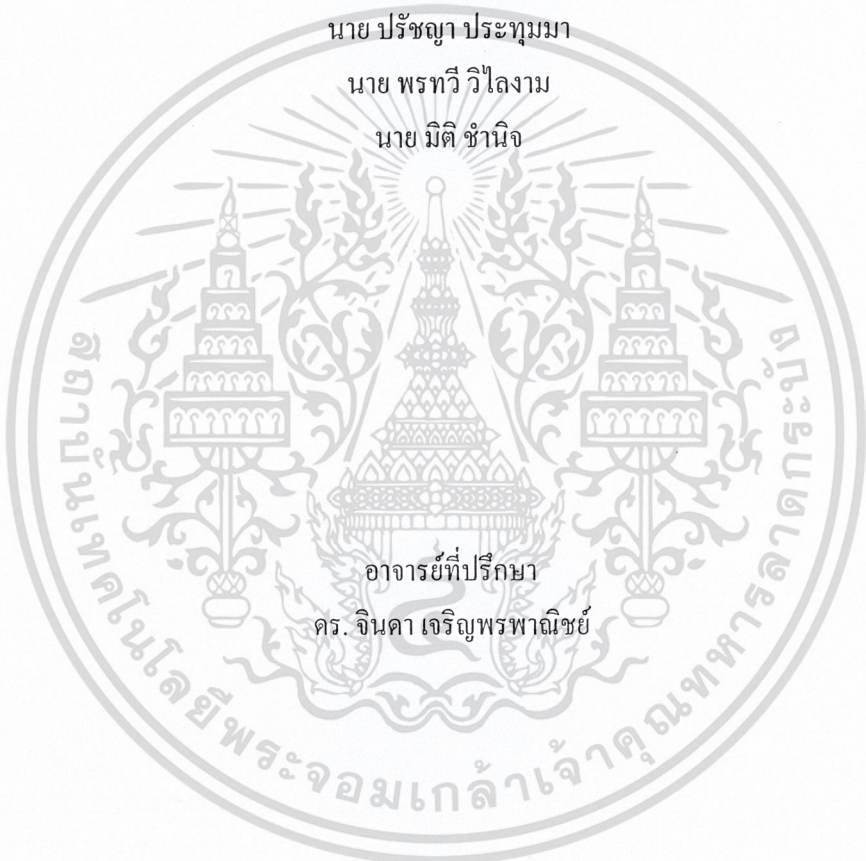 นาย ปรัชญา ประทุมมา
นาย พรทวี วิไลงาม
นาย มิติ ชำนิจ
อาจารย์ที่ปรึกษา
ดร. จินดา เจริญพรพาณิชย์
สถาบันเทคโนโลยีพระจอมเกล้าเจ้าคุณทหารลาดกระบัง